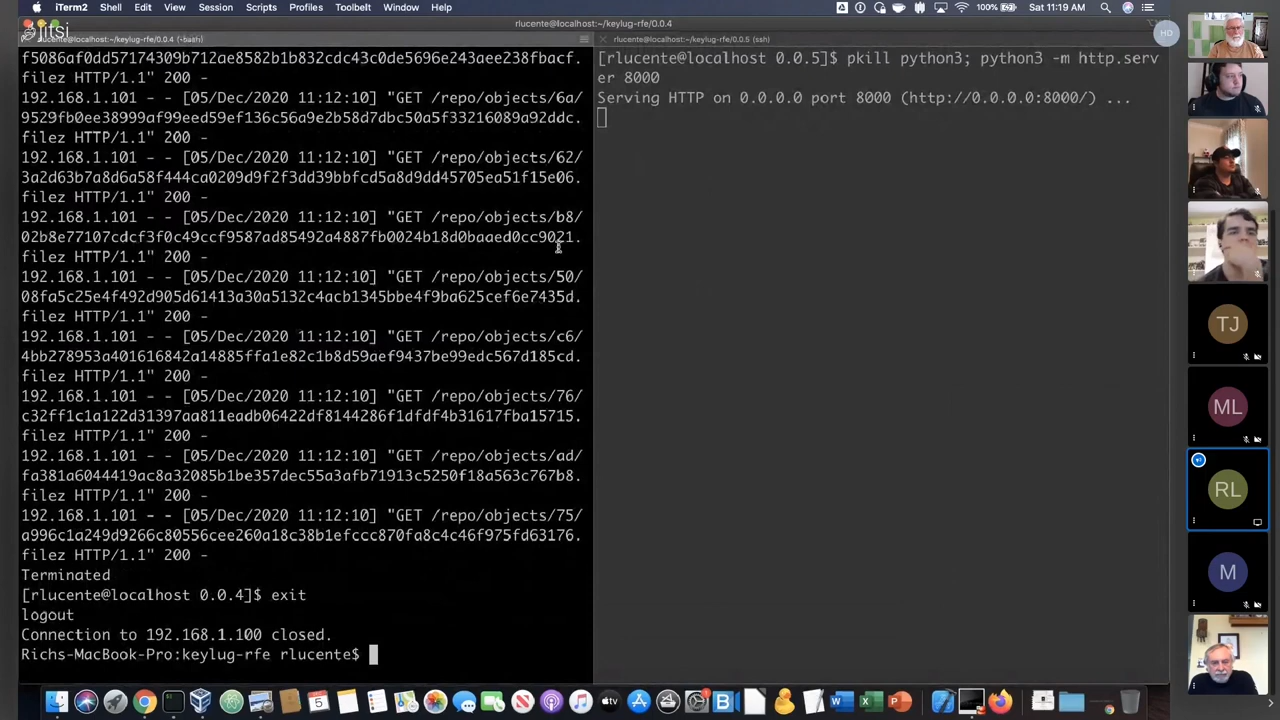 iTerm2 Shell Edit View Session Scripts Profiles Toolbelt Window Help
100% Sat 11:19 AM
rlucente@localhost:~/keylug-rfe/0.0.4
Jitsi
rlucente@localhost:~/keylug-rfe/0.0.4 (-bash)
rlucente@localhost:~/keylug-rfe/0.0.5 (ssh)
f5086af0dd57174309b712ae8582b1b832cdc43c0de5696e243aee238fbacf.
filez HTTP/1.1" 200 -
192.168.1.101 - - [05/Dec/2020 11:12:10] "GET /repo/objects/6a/
9529fb0ee38999af99eed59ef136c56a9e2b58d7dbc50a5f33216089a92ddc.
filez HTTP/1.1" 200 -
192.168.1.101 - - [05/Dec/2020 11:12:10] "GET /repo/objects/62/
3a2d63b7a8d6a58f444ca0209d9f2f3dd39bbfcd5a8d9dd45705ea51f15e06.
filez HTTP/1.1" 200 -
192.168.1.101 - - [05/Dec/2020 11:12:10] "GET /repo/objects/b8/
02b8e77107cdcf3f0c49ccf9587ad85492a4887fb0024b18d0baaed0cc9021.
filez HTTP/1.1" 200 -
192.168.1.101 - - [05/Dec/2020 11:12:10] "GET /repo/objects/50/
08fa5c25e4f492d905d61413a30a5132c4acb1345bbe4f9ba625cef6e7435d.
filez HTTP/1.1" 200 -
192.168.1.101 - - [05/Dec/2020 11:12:10] "GET /repo/objects/c6/
4bb278953a401616842a14885ffa1e82c1b8d59aef9437be99edc567d185cd.
filez HTTP/1.1" 200 -
192.168.1.101 - - [05/Dec/2020 11:12:10] "GET /repo/objects/76/
c32ff1c1a122d31397aa811eadb06422df8144286f1dfdf4b31617fba15715.
filez HTTP/1.1" 200 -
192.168.1.101 - - [05/Dec/2020 11:12:10] "GET /repo/objects/ad/
fa381a6044419ac8a32085b1be357dec55a3afb71913c5250f18a563c767b8.
filez HTTP/1.1" 200 -
192.168.1.101 - - [05/Dec/2020 11:12:10] "GET /repo/objects/75/
a996c1a249d9266c80556cee260a18c38b1efccc870fa8c4c46f975fd63176.
filez HTTP/1.1" 200 -
Terminated
[rlucente@localhost 0.0.4]$ exit
logout
Connection to 192.168.1.100 closed.
Richs-MacBook-Pro:keylug-rfe rlucente$
[rlucente@localhost 0.0.5]$ pkill python3; python3 -m http.serv
er 8000
Serving HTTP on 0.0.0.0 port 8000 (http://0.0.0.0:8000/) ...
HD
TJ
ML
RL
M